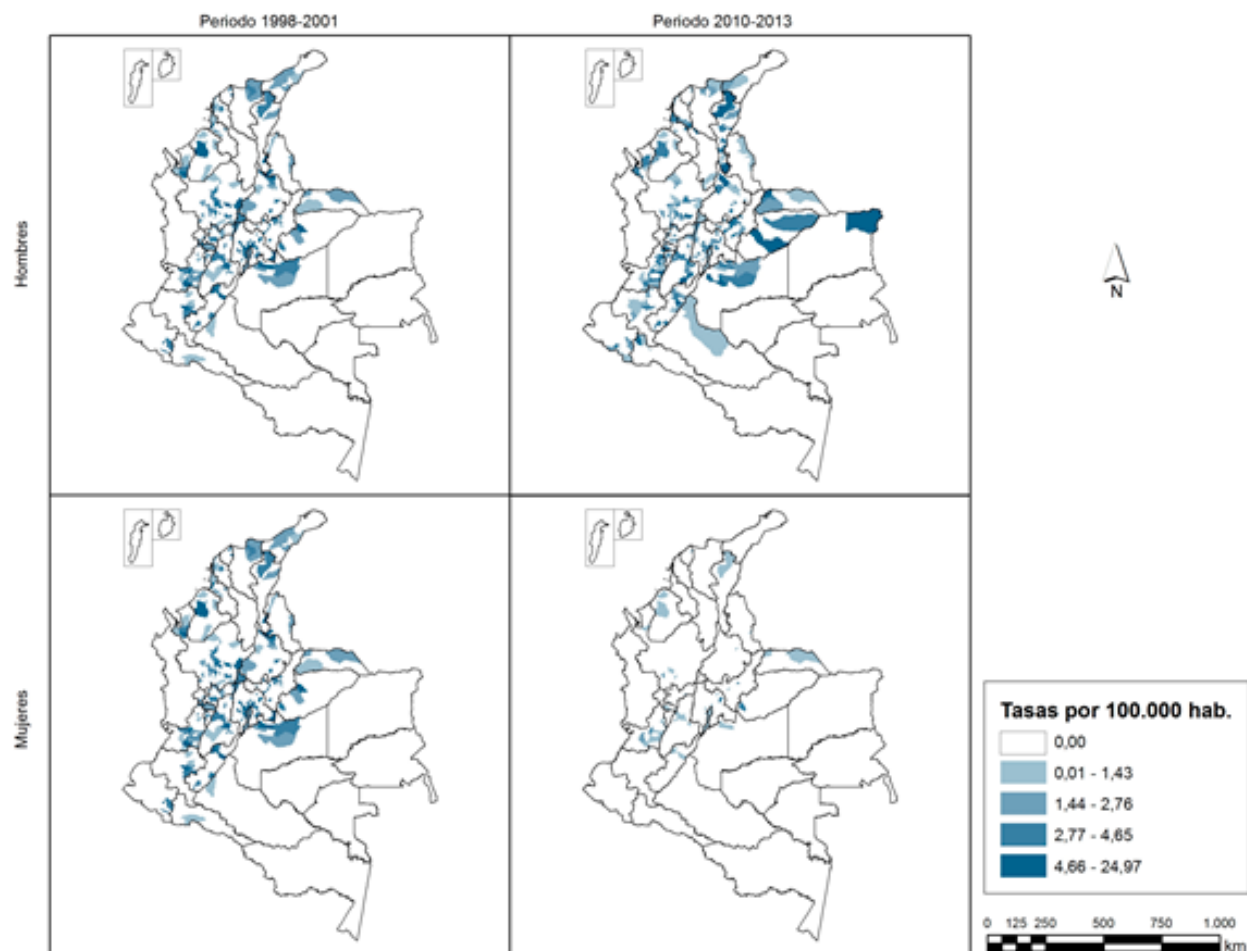 Periodo 1998-2001
Periodo 2010-2013
Hombres
N
Mujeres
Tasas por 100.000 hab.
0,00
0,01 - 1,43
1,44 - 2,76
2,77 - 4,65
4,66 - 24,97
0 125 250 500 750 1.000
km